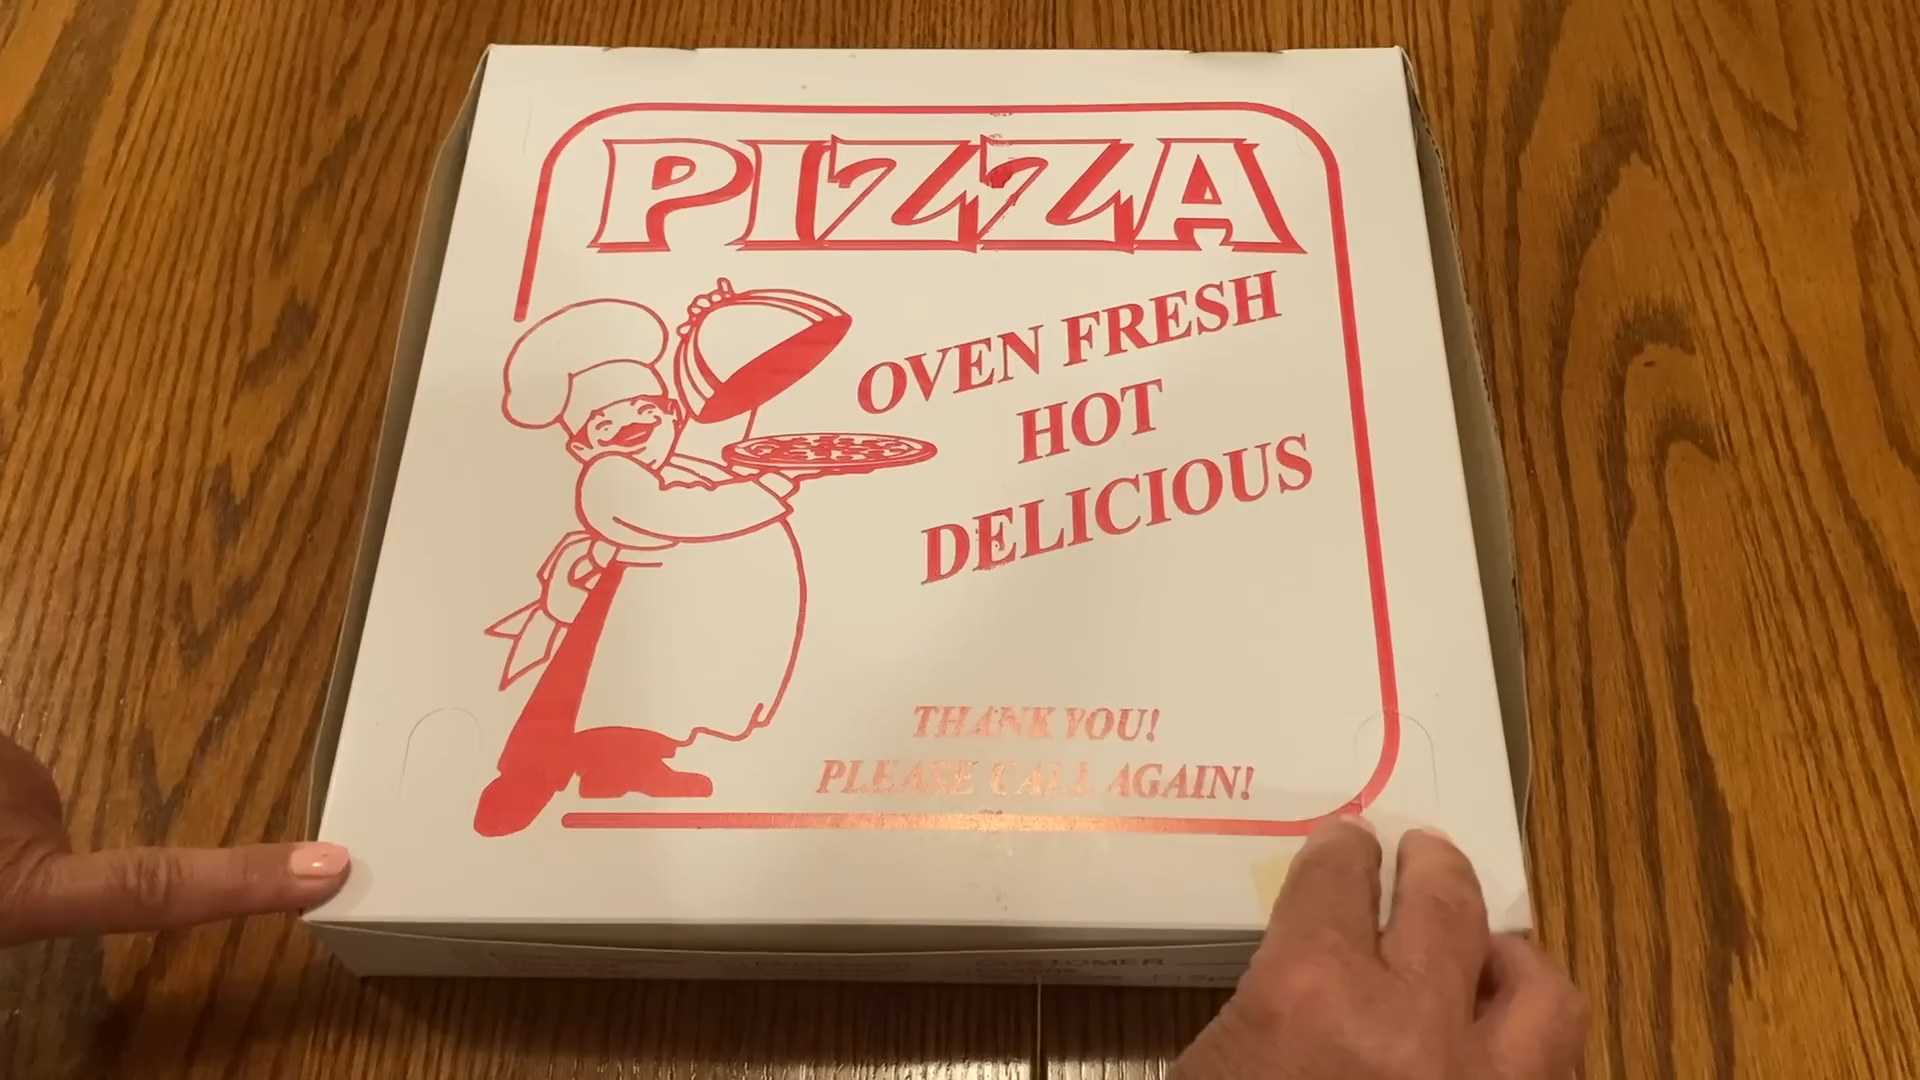 PIZZA
OVEN FRESH
HOT
DELICIOUS
THANK YOU!
PLEASE CALL AGAIN!
CUSTOMER